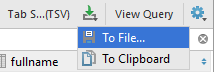 Tab S...(TSV) View Query
To File...
To Clipboard
fullname